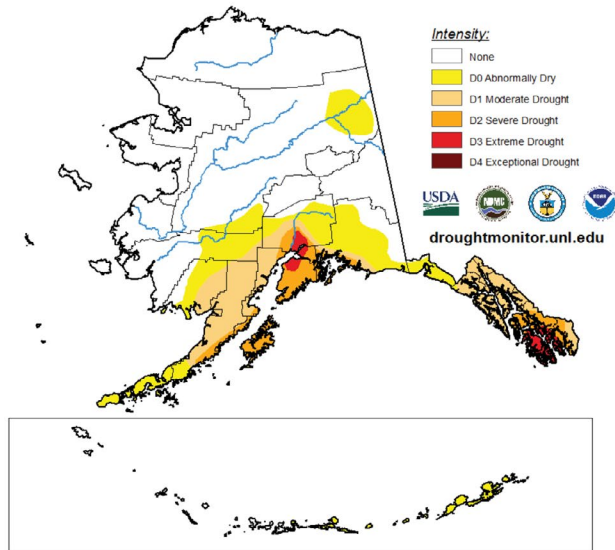 Intensity:
None
D0 Abnormally Dry
D1 Moderate Drought
D2 Severe Drought
D3 Extreme Drought
D4 Exceptional Drought
USDA
NDMC
droughtmonitor.unl.edu